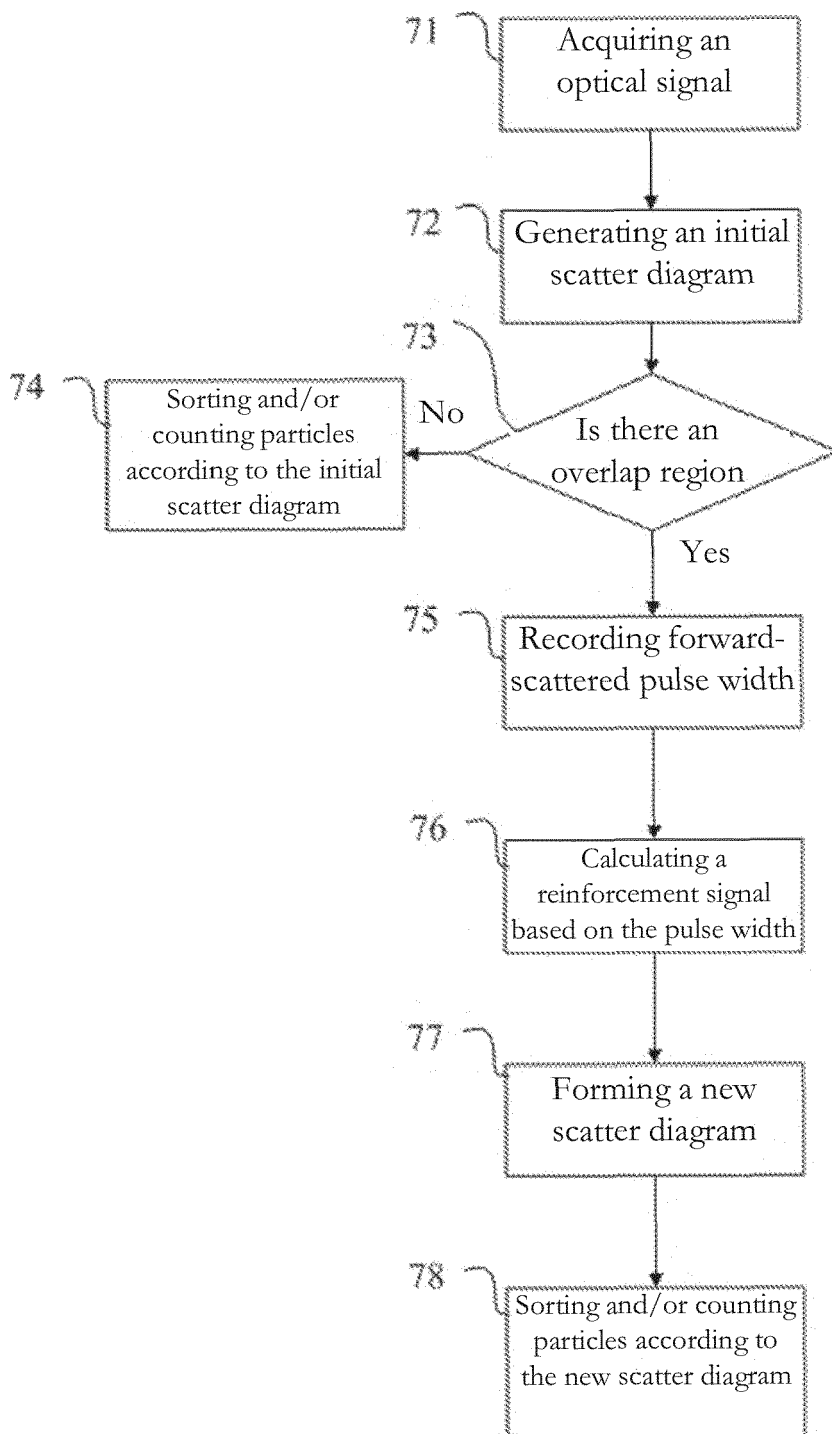 71
Acquiring an
optical signal
72
Generating an initial
scatter diagram
73
74
Sorting and/or
counting particles
according to the initial
scatter diagram
No
Is there an
overlap region
Yes
75
Recording forward-
scattered pulse width
76
Calculating a
reinforcement signal
based on the pulse width
77
Forming a new
scatter diagram
78
Sorting and/or counting
particles according to
the new scatter diagram